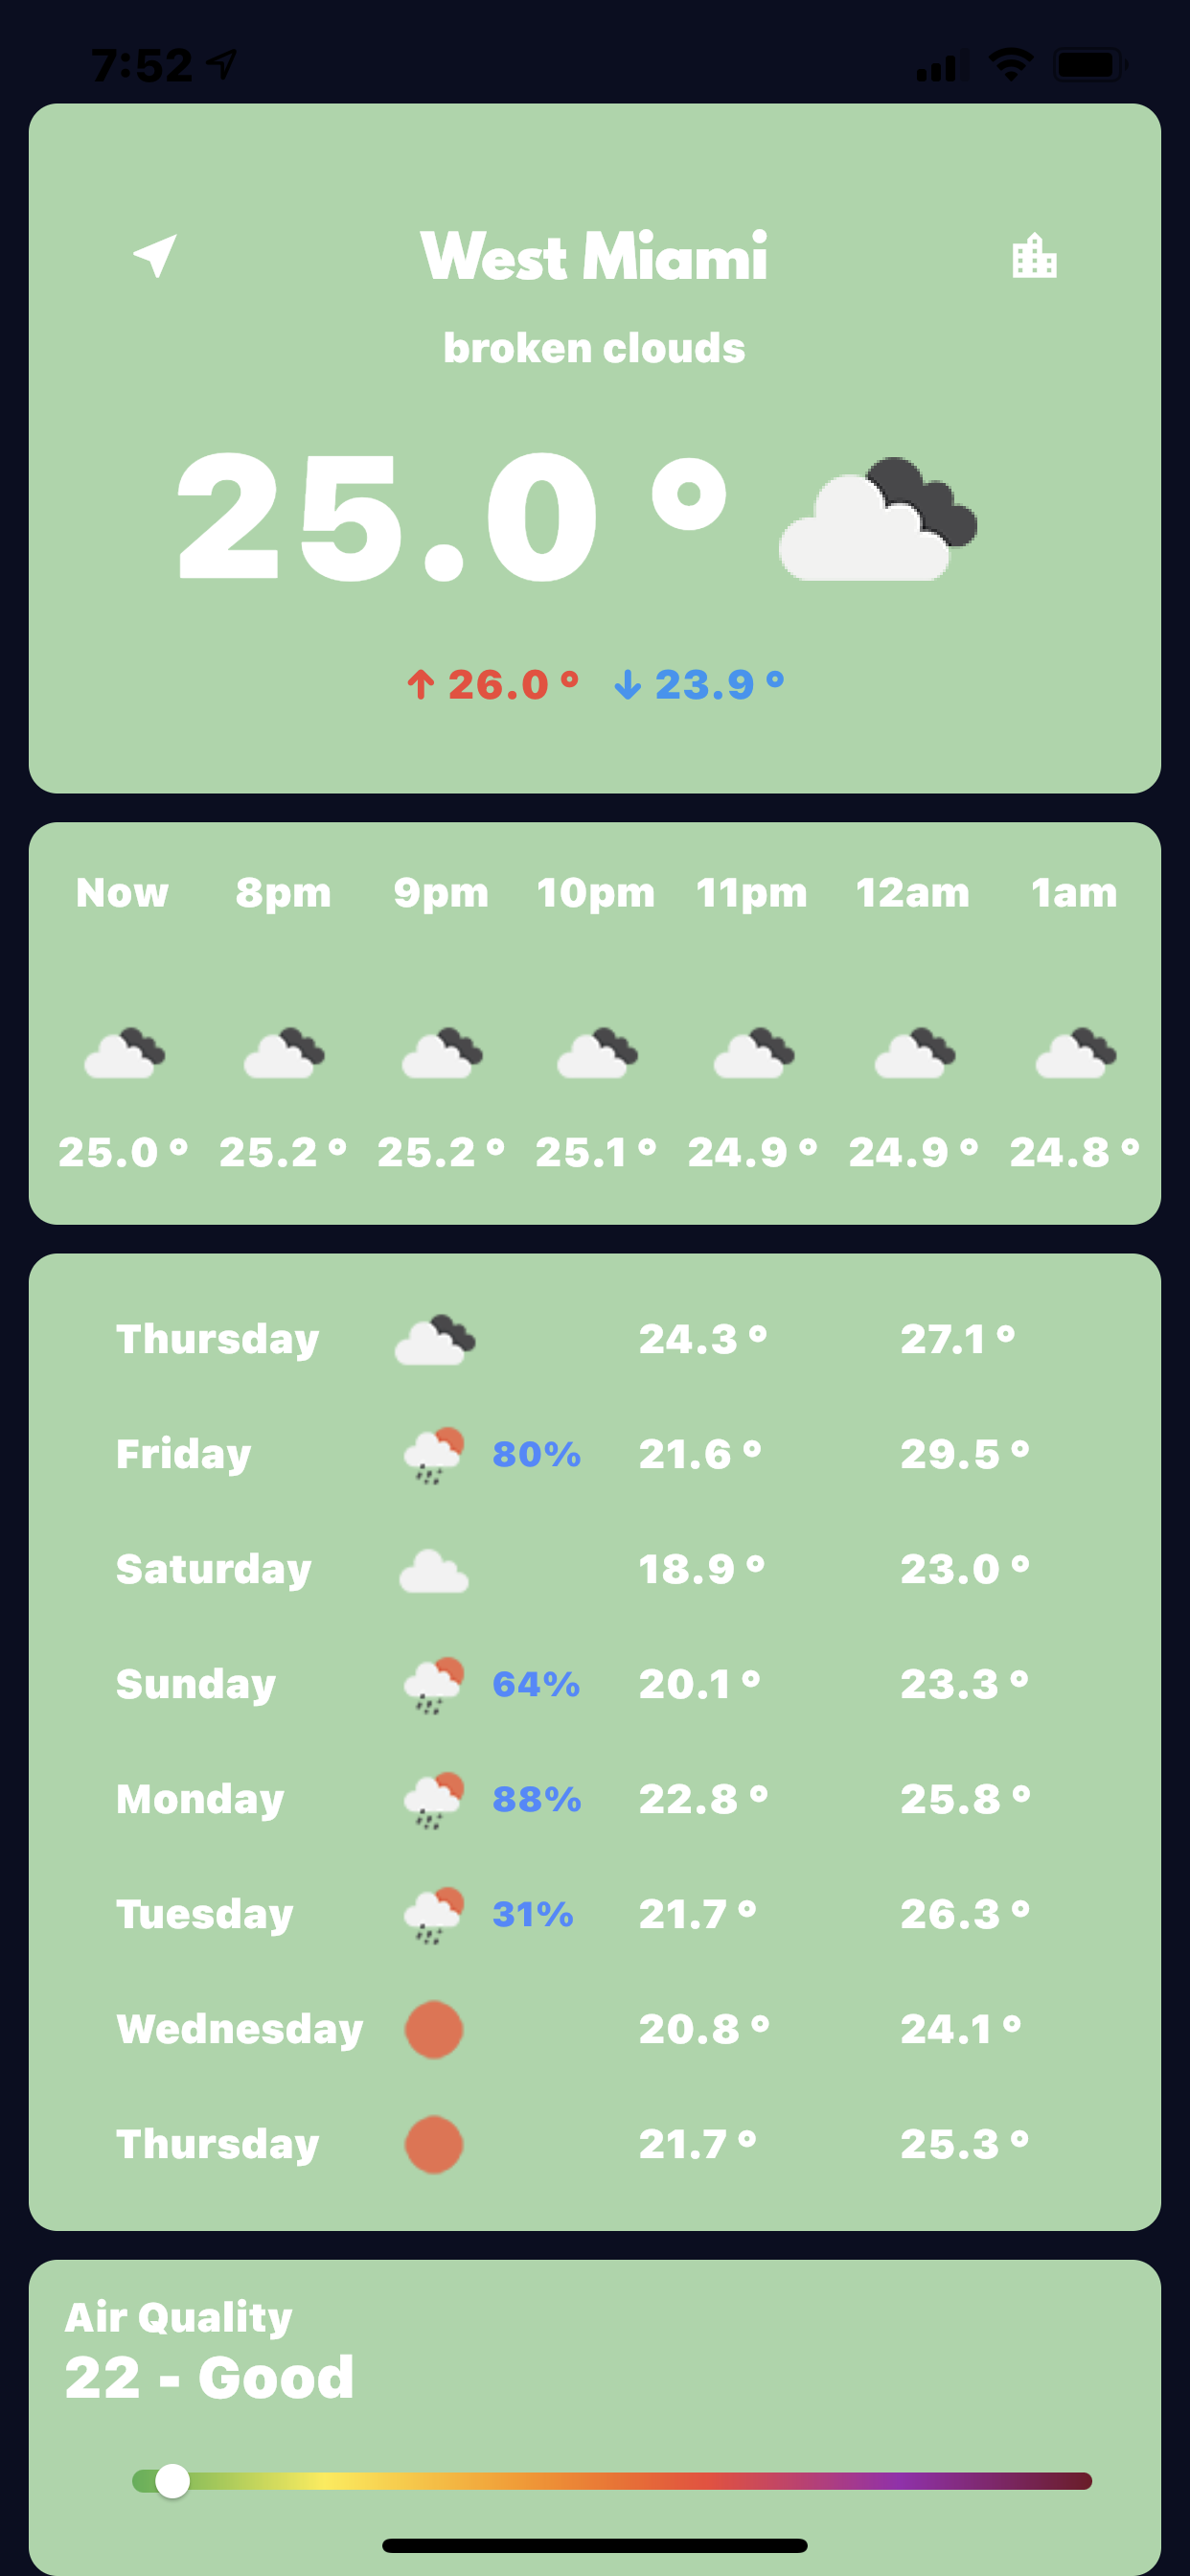 7:52
West Miami
broken clouds
25.0 °
↑ 26.0 ° ↓ 23.9 °
Now 8pm 9pm 10pm 11pm 12am 1am
25.0 ° 25.2 ° 25.2 ° 25.1 ° 24.9 ° 24.9 ° 24.8 °
Thursday 24.3 ° 27.1 °
Friday 80% 21.6 ° 29.5 °
Saturday 18.9 ° 23.0 °
Sunday 64% 20.1 ° 23.3 °
Monday 88% 22.8 ° 25.8 °
Tuesday 31% 21.7 ° 26.3 °
Wednesday 20.8 ° 24.1 °
Thursday 21.7 ° 25.3 °
Air Quality
22 - Good